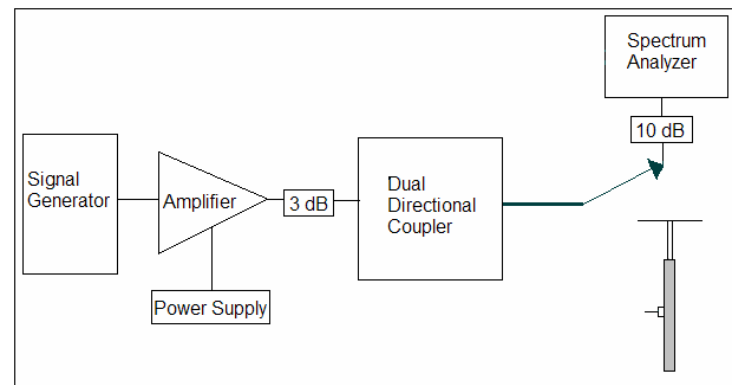 Spectrum
Analyzer
10 dB
Signal
Generator
Amplifier
3 dB
Dual
Directional
Coupler
Power Supply